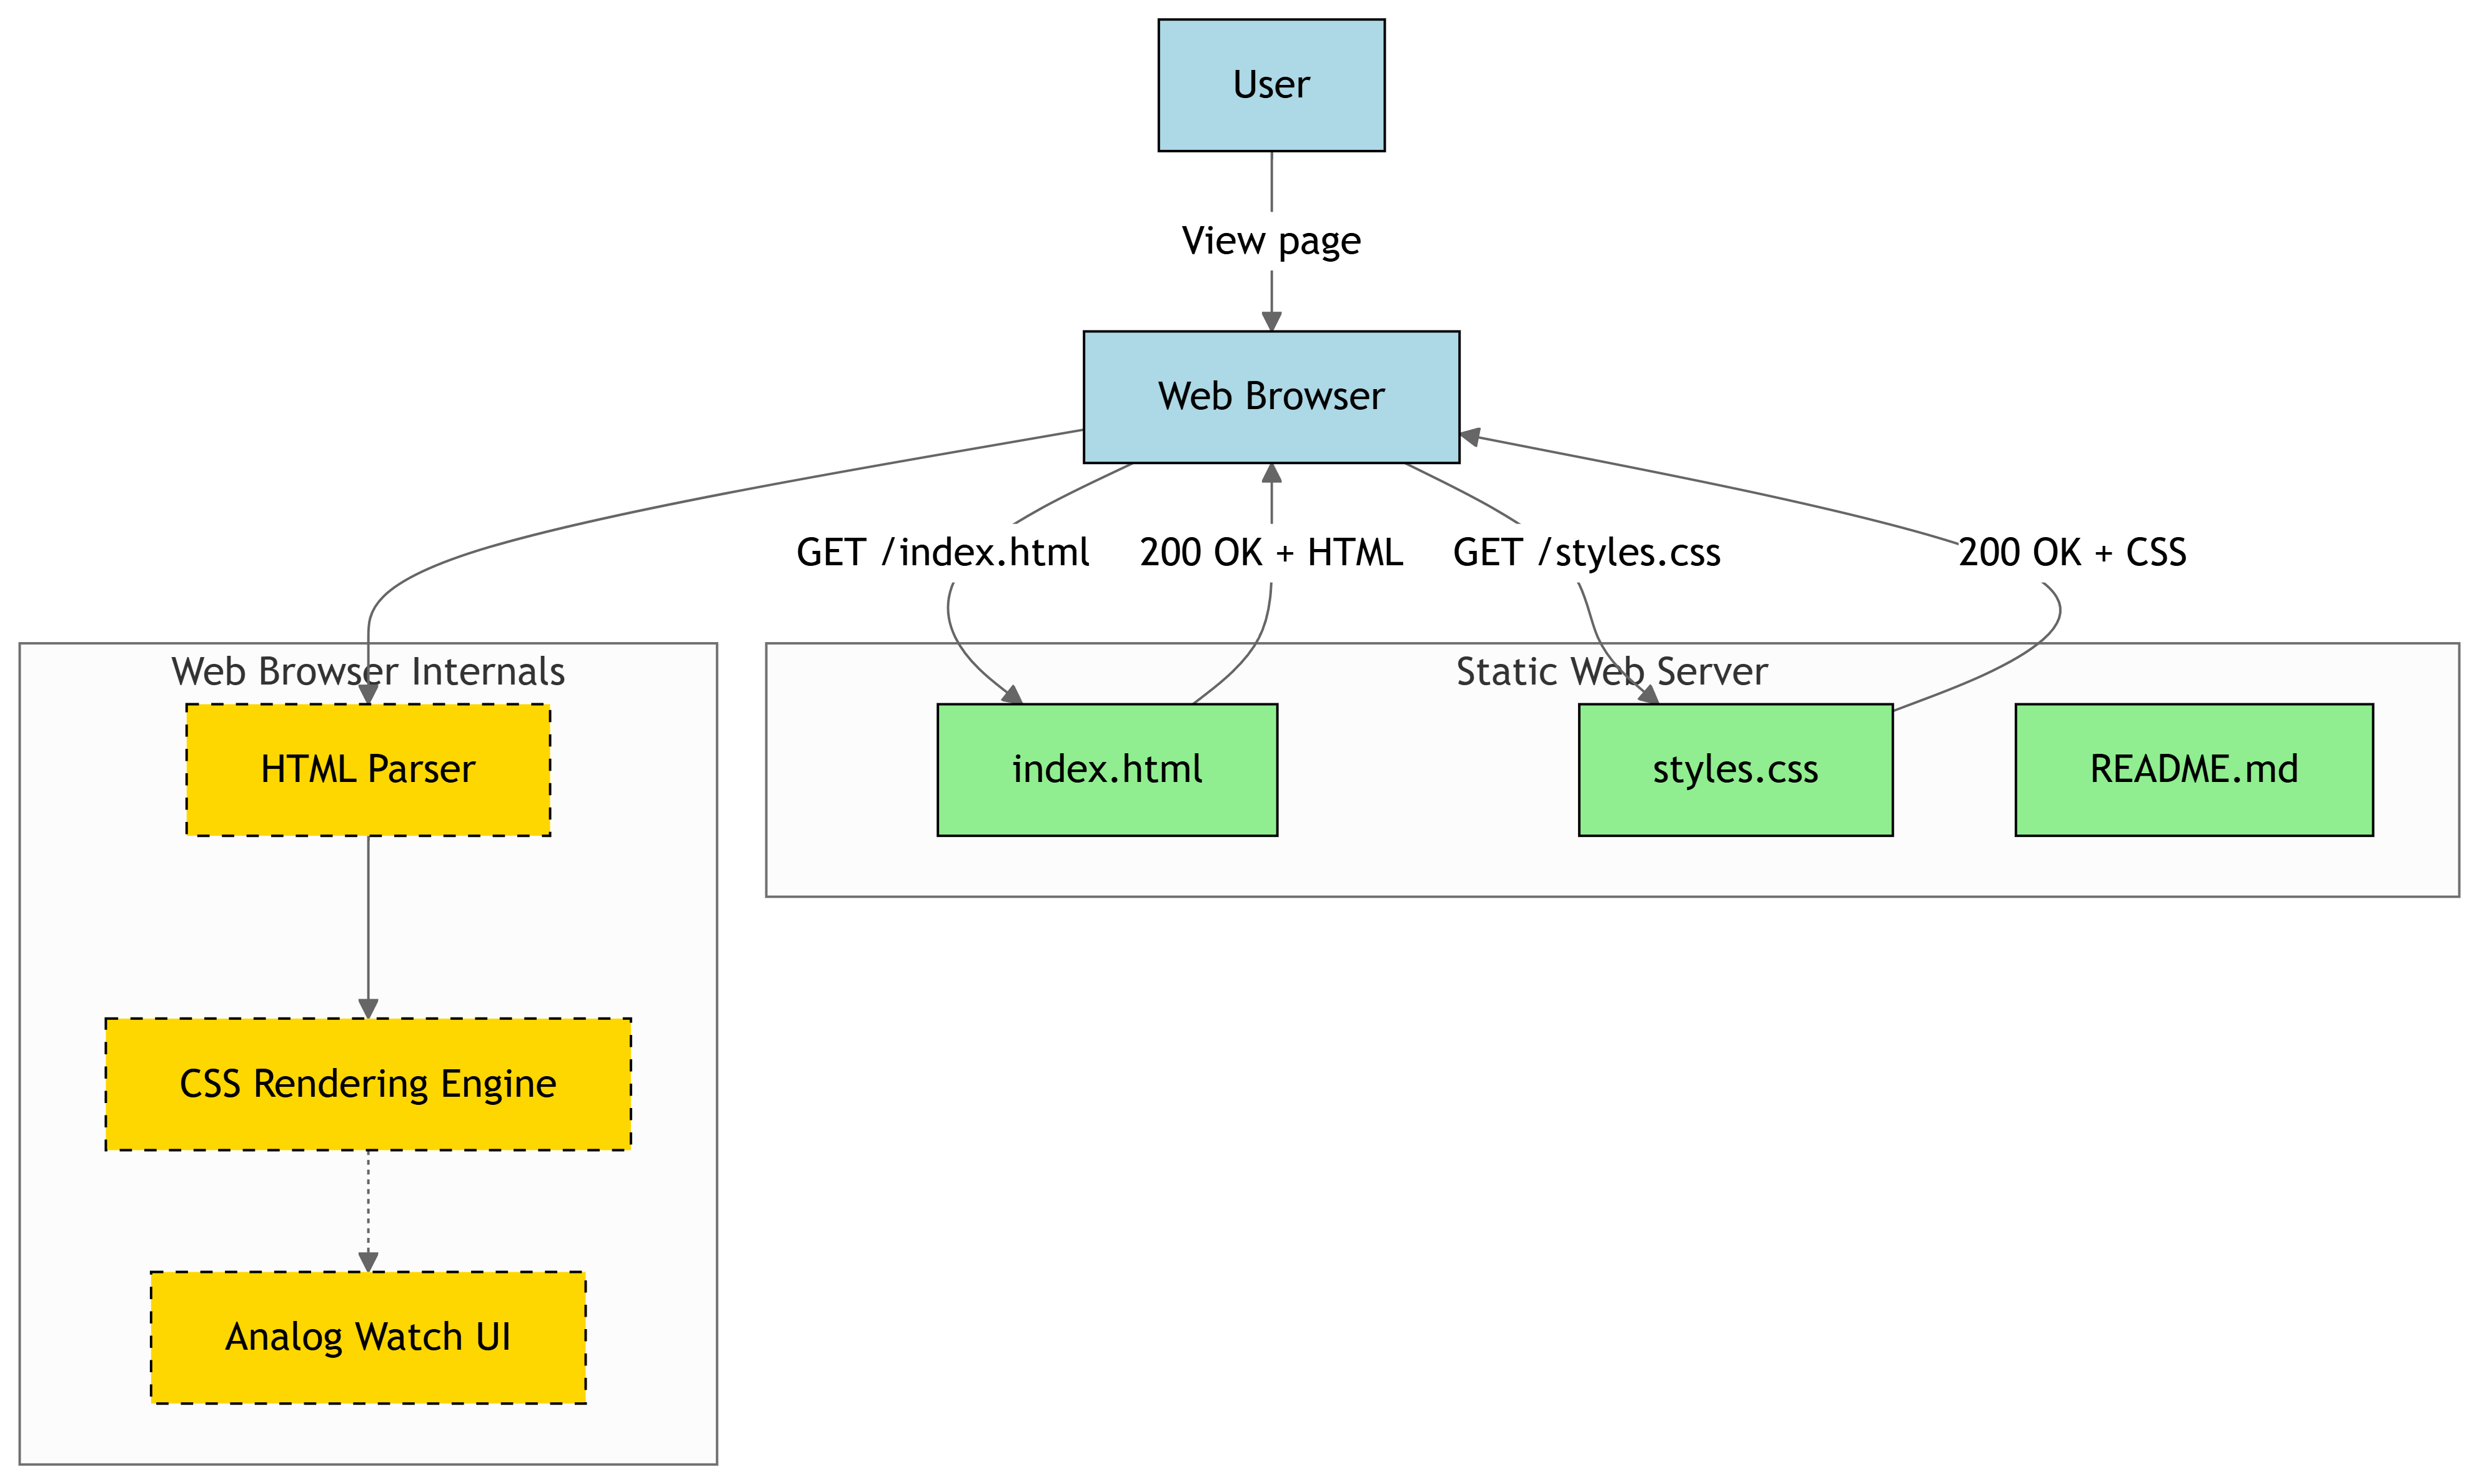 User
View page
Web Browser
GET /index.html
200 OK + HTML
GET /styles.css
200 OK + CSS
Web Browser Internals
Static Web Server
HTML Parser
index.html
styles.css
README.md
CSS Rendering Engine
Analog Watch UI